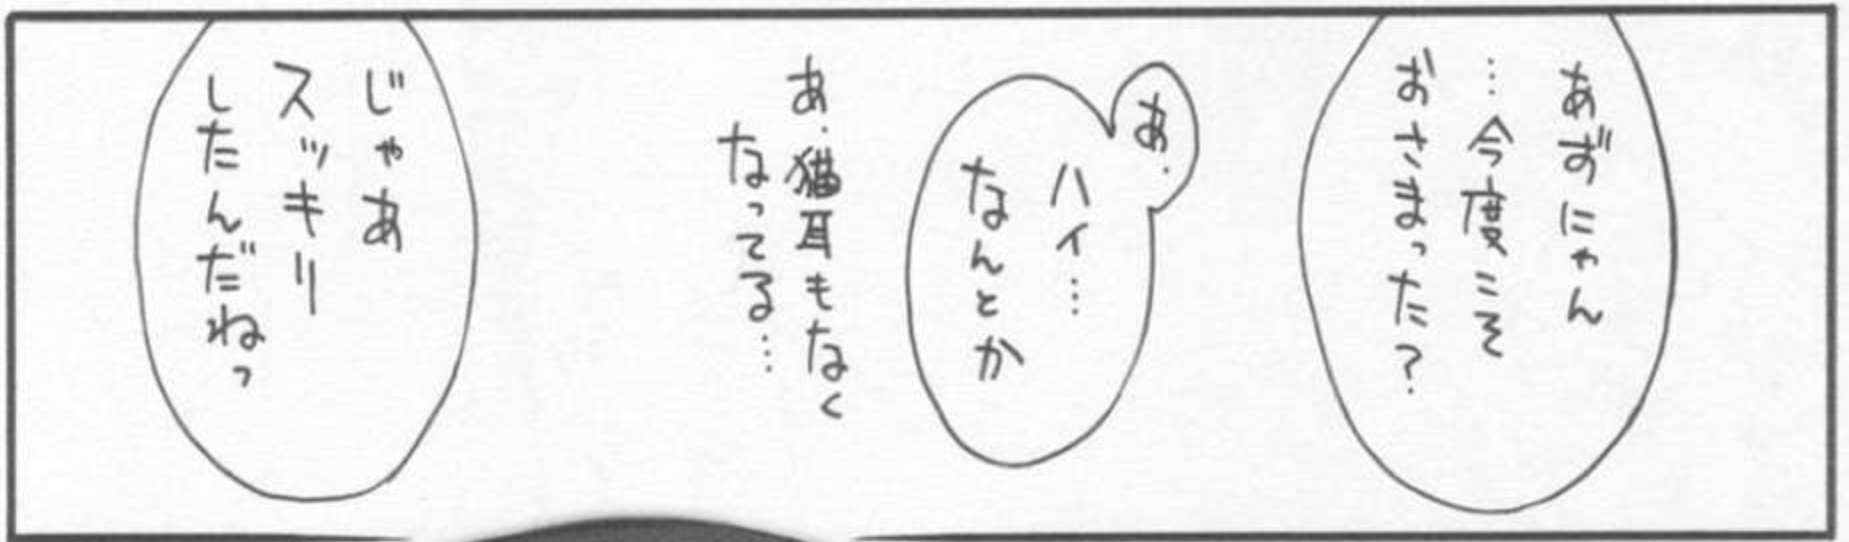 あずにゃん
…今度こそ
おさまった?
あ.
ハイ…
なんとか
あ.猫耳もなく
なってる…
じゃあ
スッキリ
したんだねっ